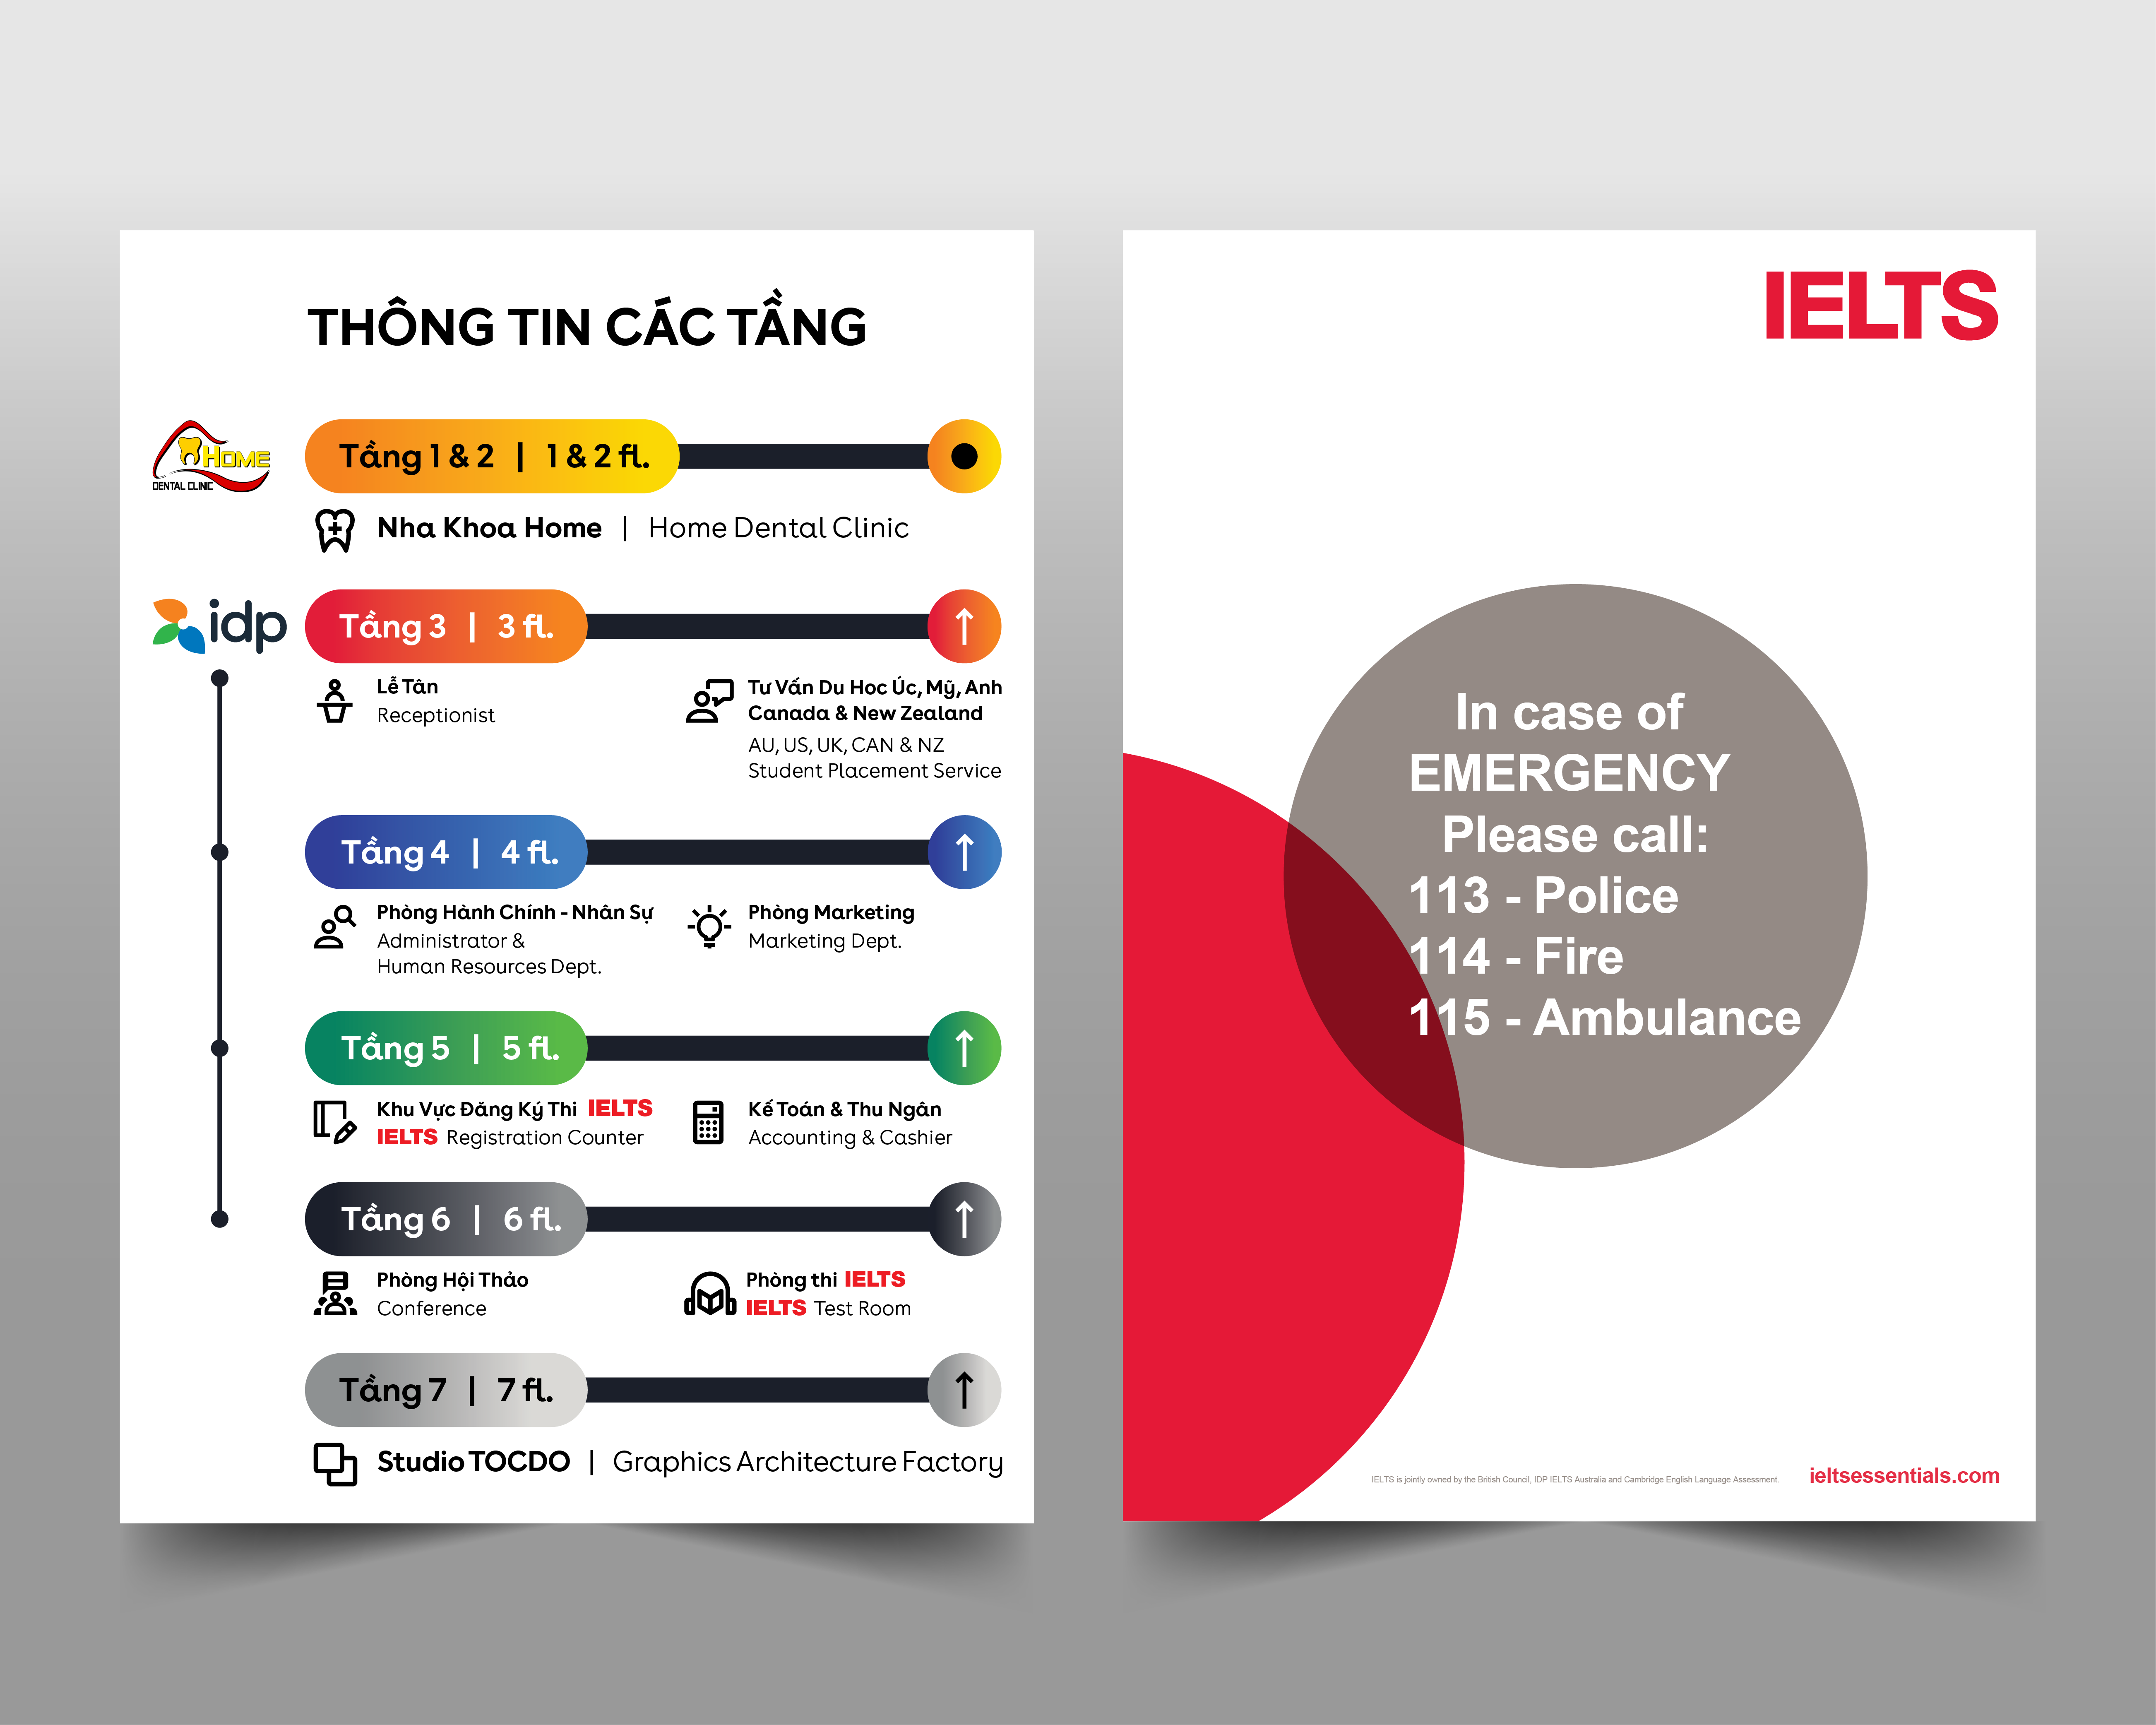 THÔNG TIN CÁC TẦNG
HOME
DENTAL CLINIC
Tầng 1 & 2 | 1 & 2 fl.
Nha Khoa Home | Home Dental Clinic
idp
Tầng 3 | 3 fl.
Lễ Tân
Receptionist
Tư Vấn Du Học Úc, Mỹ, Anh
Canada & New Zealand
AU, US, UK, CAN & NZ
Student Placement Service
Tầng 4 | 4 fl.
Phòng Hành Chính - Nhân Sự
Administrator &
Human Resources Dept.
Phòng Marketing
Marketing Dept.
Tầng 5 | 5 fl.
Khu Vực Đăng Ký Thi IELTS
IELTS Registration Counter
Kế Toán & Thu Ngân
Accounting & Cashier
Tầng 6 | 6 fl.
Phòng Hội Thảo
Conference
Phòng thi IELTS
IELTS Test Room
Tầng 7 | 7 fl.
Studio TOCDO | Graphics Architecture Factory
IELTS
In case of
EMERGENCY
Please call:
113 - Police
114 - Fire
115 - Ambulance
IELTS is jointly owned by the British Council, IDP IELTS Australia and Cambridge English Language Assessment.
ieltsessentials.com